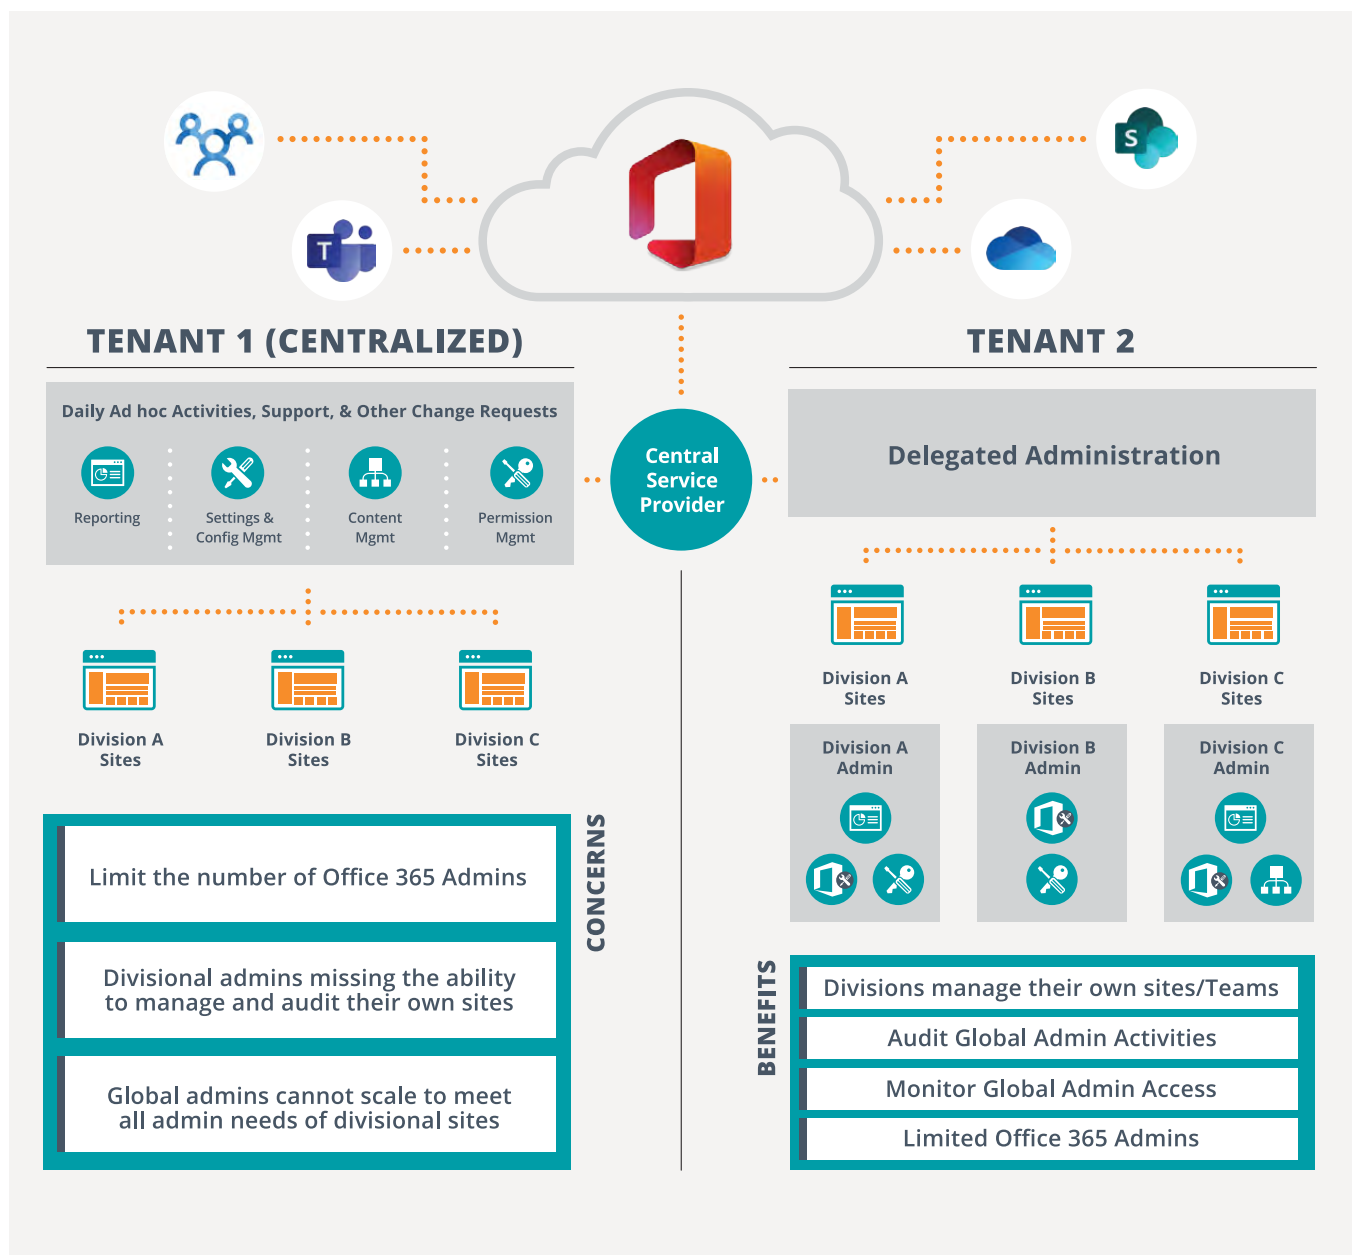 S
T
TENANT 1 (CENTRALIZED)
Daily Ad hoc Activities, Support, & Other Change Requests
Reporting
Settings &
Config Mgmt
Content
Mgmt
Permission
Mgmt
Division A
Sites
Division B
Sites
Division C
Sites
CONCERNS
Limit the number of Office 365 Admins
Divisional admins missing the ability
to manage and audit their own sites
Global admins cannot scale to meet
all admin needs of divisional sites
Central
Service
Provider
TENANT 2
Delegated Administration
Division A
Sites
Division B
Sites
Division C
Sites
Division A
Admin
Division B
Admin
Division C
Admin
BENEFITS
Divisions manage their own sites/Teams
Audit Global Admin Activities
Monitor Global Admin Access
Limited Office 365 Admins